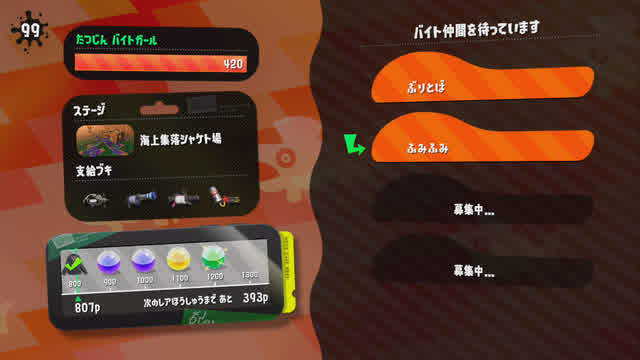 99
たつじん バイトガール
420
ステージ
海上集落シャケト場
支給ブキ
800 900 1000 1100 1200 1300
807p 次のレアほうしゅうまで あと 393p
バイト仲間を待っています
ぶりとば
ふみふみ
募集中...
募集中...